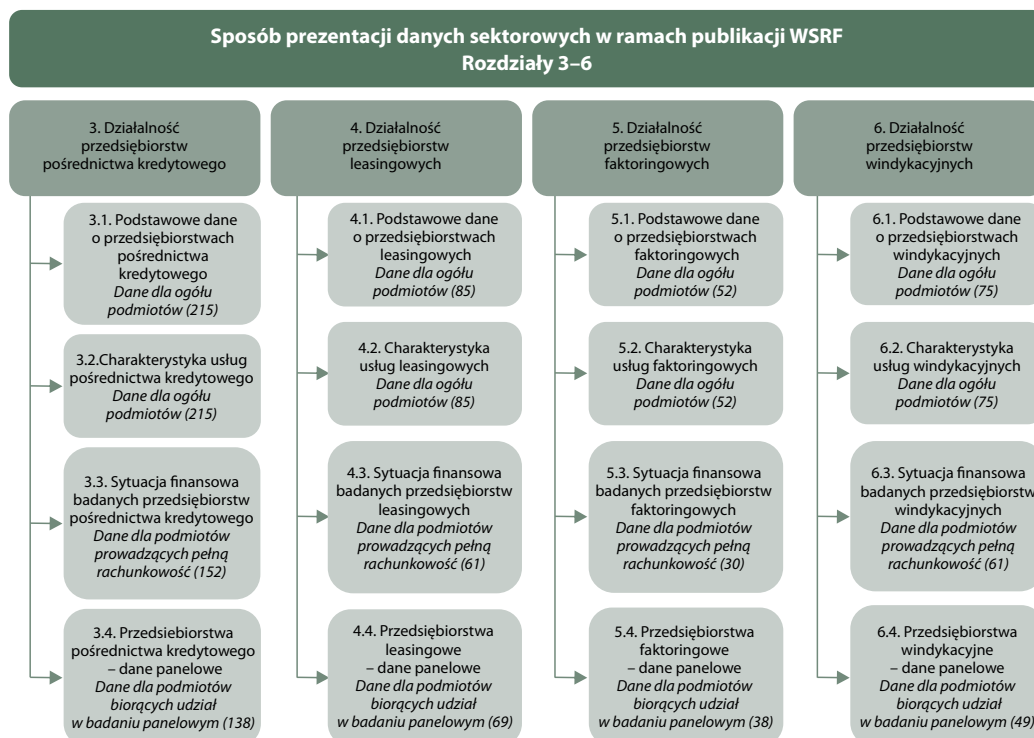 Sposób prezentacji danych sektorowych w ramach publikacji WSRF
Rozdziały 3–6
3. Działalność
przedsiębiorstw
pośrednictwa kredytowego
3.1. Podstawowe dane
o przedsiębiorstwach
pośrednictwa
kredytowego
Dane dla ogółu
podmiotów (215)
3.2.Charakterystyka usług
pośrednictwa kredytowego
Dane dla ogółu
podmiotów (215)
3.3. Sytuacja finansowa
badanych przedsiębiorstw
pośrednictwa kredytowego
Dane dla podmiotów
prowadzących pełną
rachunkowość (152)
3.4. Przedsiebiorstwa
pośrednictwa kredytowego
– dane panelowe
Dane dla podmiotów
biorących udział
w badaniu panelowym (138)
4. Działalność
przedsiębiorstw
leasingowych
4.1. Podstawowe dane
o przedsiębiorstwach
leasingowych
Dane dla ogółu
podmiotów (85)
4.2. Charakterystyka
usług leasingowych
Dane dla ogółu
podmiotów (85)
4.3. Sytuacja finansowa
badanych przedsiębiorstw
leasingowych
Dane dla podmiotów
prowadzących pełną
rachunkowość (61)
4.4. Przedsiębiorstwa
leasingowe
– dane panelowe
Dane dla podmiotów
biorących udział
w badaniu panelowym (69)
5. Działalność
przedsiębiorstw
faktoringowych
5.1. Podstawowe dane
o przedsiębiorstwach
faktoringowych
Dane dla ogółu
podmiotów (52)
5.2. Charakterystyka
usług faktoringowych
Dane dla ogółu
podmiotów (52)
5.3. Sytuacja finansowa
badanych przedsiębiorstw
faktoringowych
Dane dla podmiotów
prowadzących pełną
rachunkowość (30)
5.4. Przedsiębiorstwa
faktoringowe
– dane panelowe
Dane dla podmiotów
biorących udział
w badaniu panelowym (38)
6. Działalność
przedsiębiorstw
windykacyjnych
6.1. Podstawowe dane
o przedsiębiorstwach
windykacyjnych
Dane dla ogółu
podmiotów (75)
6.2. Charakterystyka
usług windykacyjnych
Dane dla ogółu
podmiotów (75)
6.3. Sytuacja finansowa
badanych przedsiębiorstw
windykacyjnych
Dane dla podmiotów
prowadzących pełną
rachunkowość (61)
6.4. Przedsiębiorstwa
windykacyjne
– dane panelowe
Dane dla podmiotów
biorących udział
w badaniu panelowym (49)